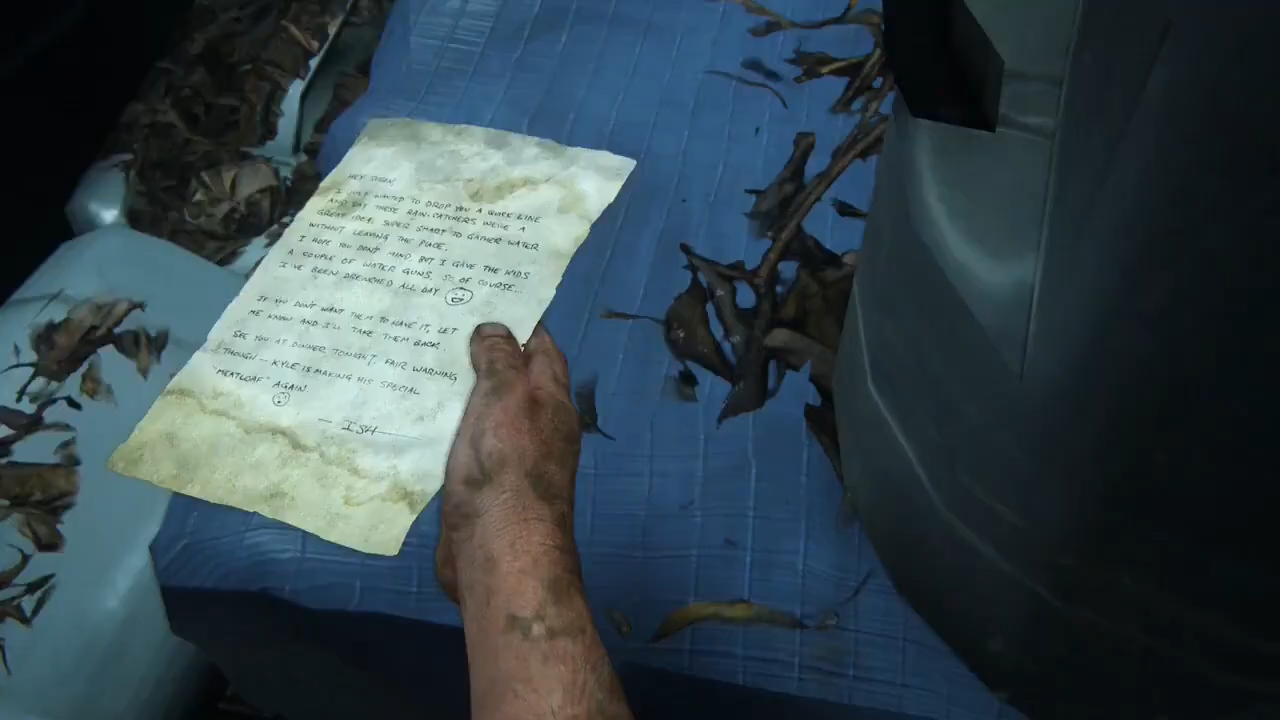 HEY SUSAN,
I JUST WANTED TO DROP YOU A QUICK LINE
AND SAY THESE RAIN-CATCHERS WERE A
GREAT IDEA. SUPER SMART TO GATHER WATER
WITHOUT LEAVING THE PLACE.
I HOPE YOU DON'T MIND, BUT I GAVE THE KIDS
A COUPLE OF WATER GUNS, SO OF COURSE...
I'VE BEEN DRENCHED ALL DAY
IF YOU DON'T WANT THEM TO HAVE IT, LET
ME KNOW AND I'LL TAKE THEM BACK.
SEE YOU AT DINNER TONIGHT. FAIR WARNING
THOUGH - KYLE IS MAKING HIS SPECIAL
"MEATLOAF" AGAIN
- ISH